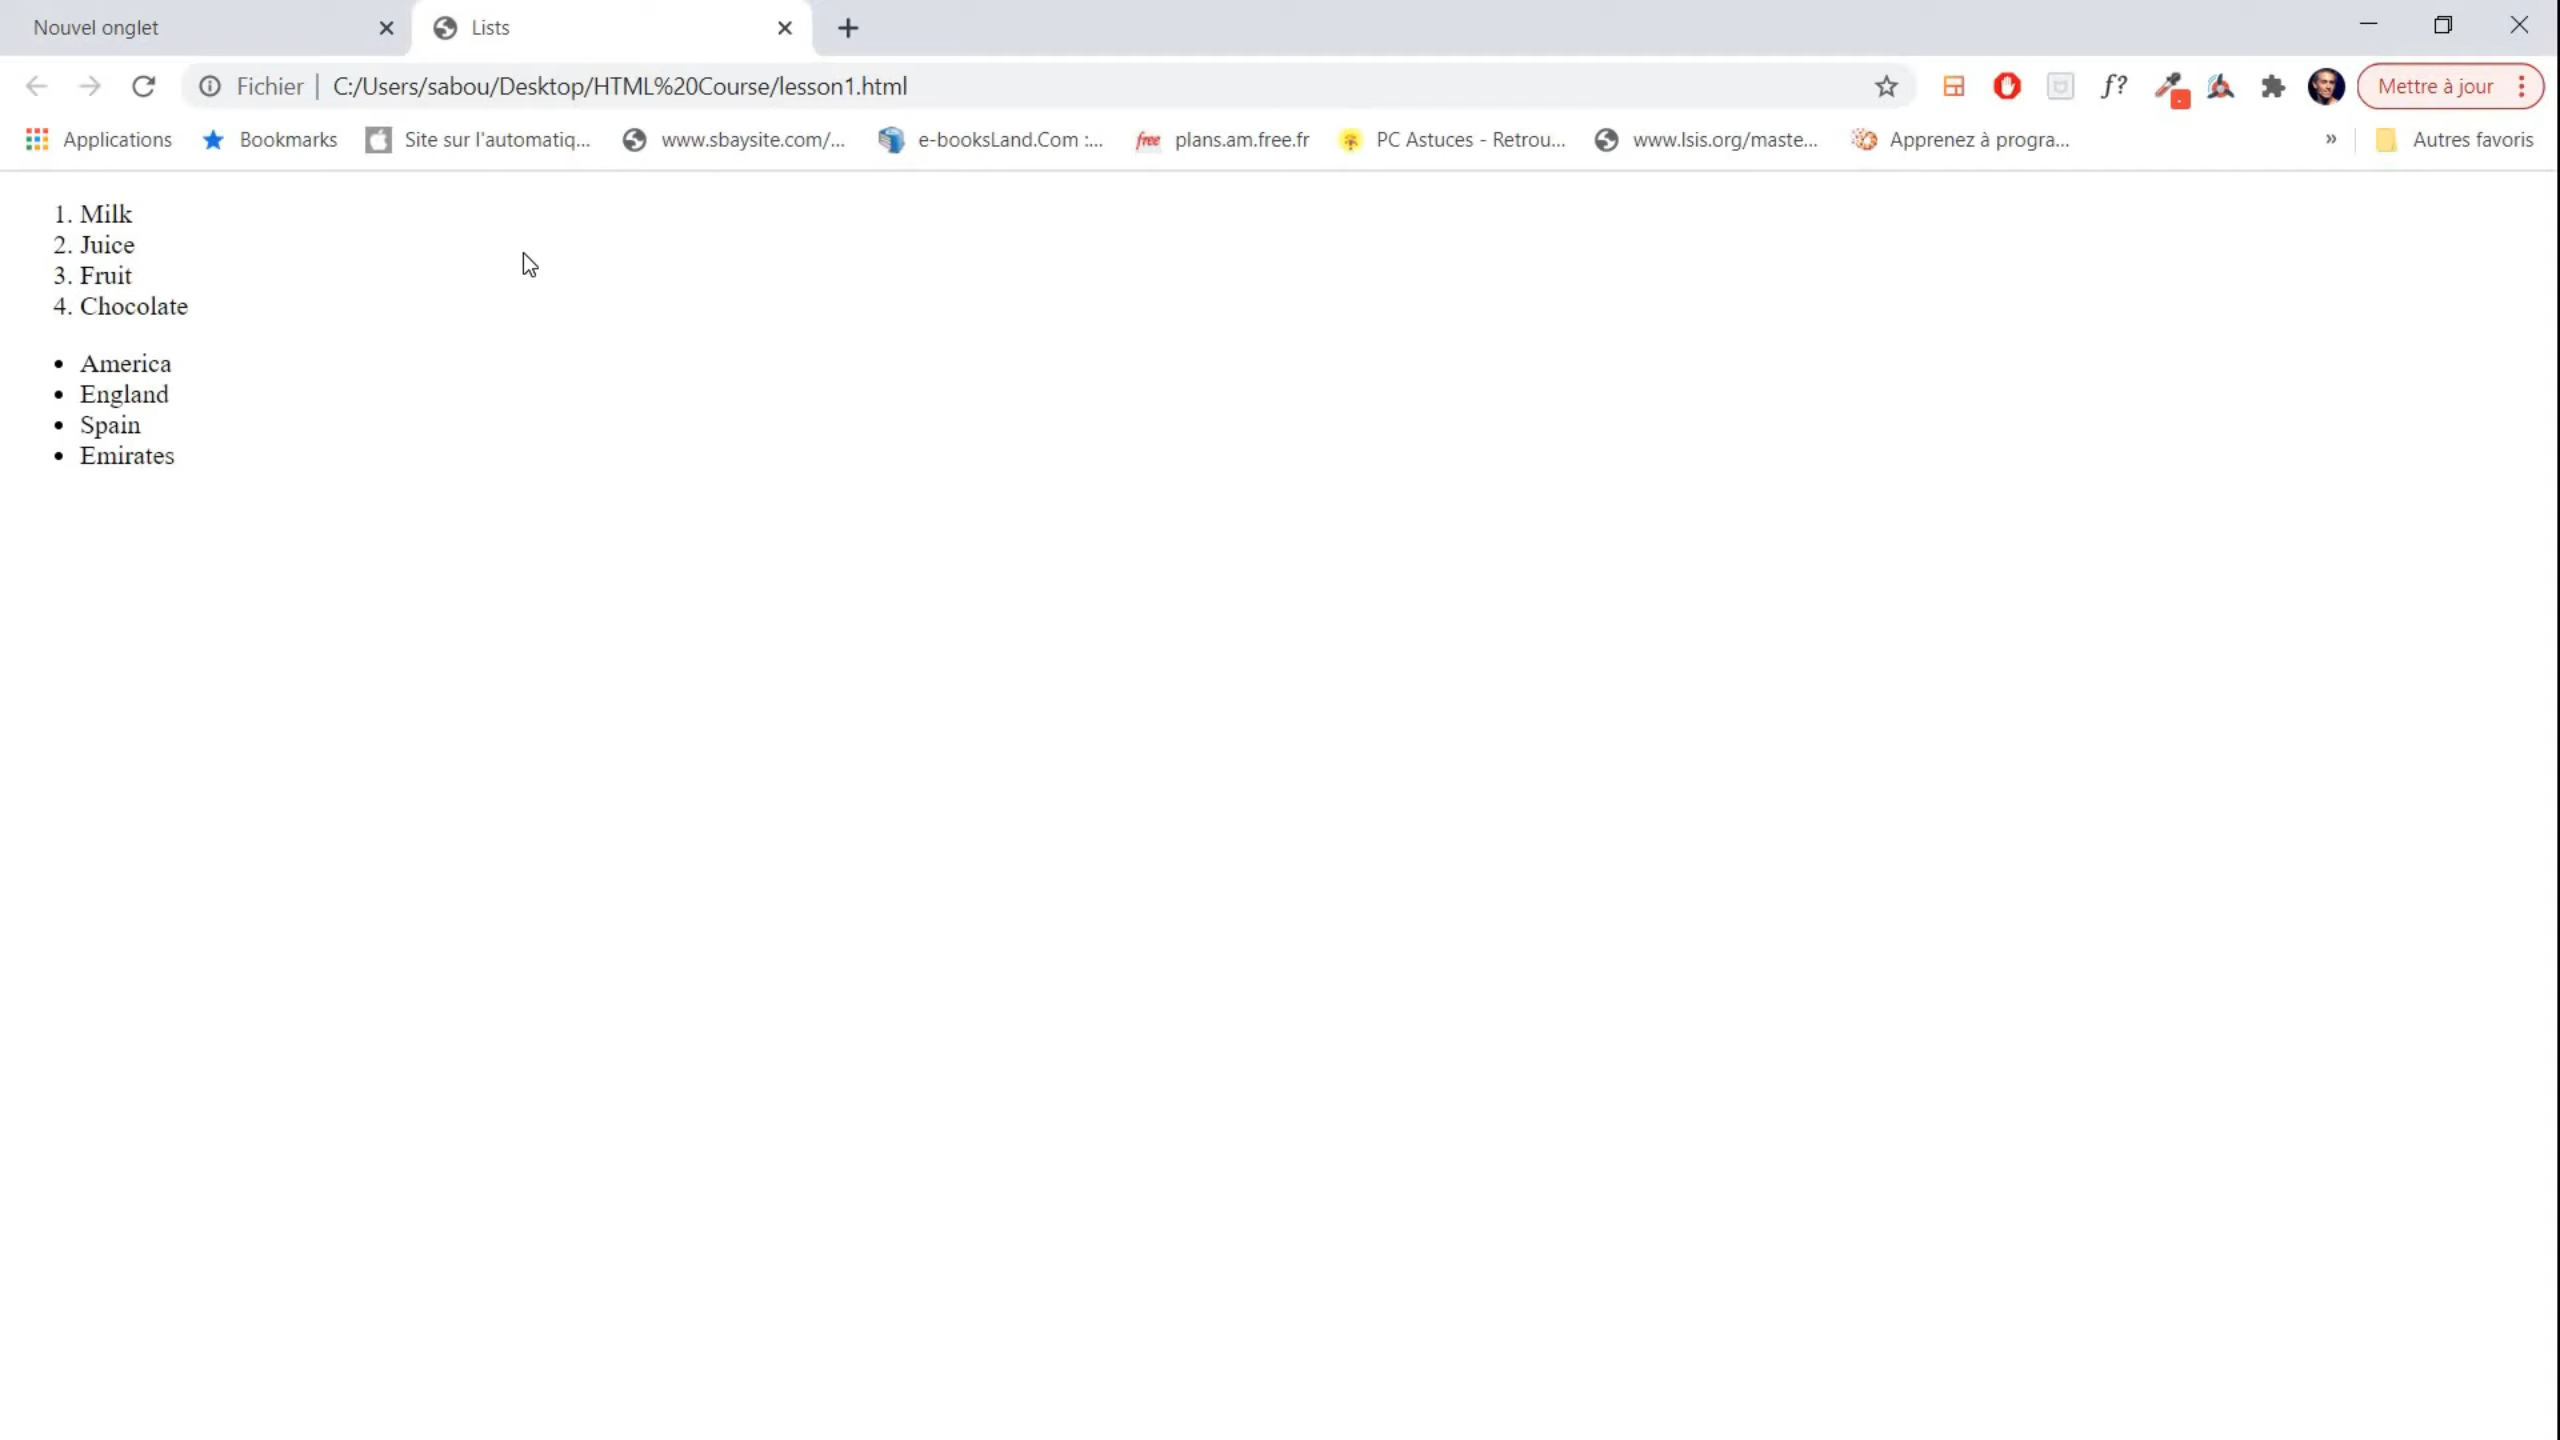 Nouvel onglet
Lists
Fichier | C:/Users/sabou/Desktop/HTML%20Course/lesson1.html
f?
Mettre à jour
Applications
Bookmarks
Site sur l'automatiq...
www.sbaysite.com/...
e-booksLand.Com :...
free
plans.am.free.fr
PC Astuces - Retrou...
www.lsis.org/maste...
Apprenez à progra...
»
Autres favoris
1. Milk
2. Juice
3. Fruit
4. Chocolate
• America
• England
• Spain
• Emirates